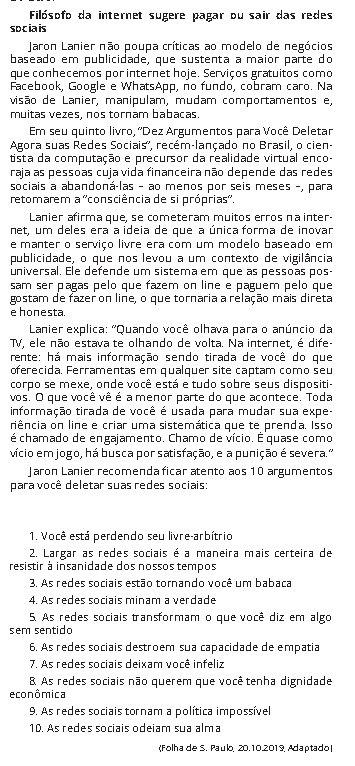 Filósofo da internet sugere pagar ou sair das redes
sociais
Jaron Lanier não poupa críticas ao modelo de negócios
baseado em publicidade, que sustenta a maior parte do
que conhecemos por internet hoje. Serviços gratuitos como
Facebook, Google e WhatsApp, no fundo, cobram caro. Na
visão de Lanier, manipulam, mudam comportamentos e,
muitas vezes, nos tornam babacas.
Em seu quinto livro, “Dez Argumentos para Você Deletar
Agora suas Redes Sociais”, recém-lançado no Brasil, o cien-
tista da computação e precursor da realidade virtual enco-
raja as pessoas cuja vida financeira não depende das redes
sociais a abandoná-las – ao menos por seis meses –, para
retomarem a “consciência de si próprias”.
Lanier afirma que, se cometeram muitos erros na inter-
net, um deles era a ideia de que a única forma de inovar
e manter o serviço livre era com um modelo baseado em
publicidade, o que nos levou a um contexto de vigilância
universal. Ele defende um sistema em que as pessoas pos-
sam ser pagas pelo que fazem on line e paguem pelo que
gostam de fazer on line, o que tornaria a relação mais direta
e honesta.
Lanier explica: “Quando você olhava para o anúncio da
TV, ele não estava te olhando de volta. Na internet, é dife-
rente: há mais informação sendo tirada de você do que
oferecida. Ferramentas em qualquer site captam como seu
corpo se mexe, onde você está e tudo sobre seus dispositi-
vos. O que você vê é a menor parte do que acontece. Toda
informação tirada de você é usada para mudar sua expe-
riência on line e criar uma sistemática que te prenda. Isso
é chamado de engajamento. Chamo de vício. É quase como
vício em jogo, há busca por satisfação, e a punição é severa.”
Jaron Lanier recomenda ficar atento aos 10 argumentos
para você deletar suas redes sociais:
1. Você está perdendo seu livre-arbítrio
2. Largar as redes sociais é a maneira mais certeira de
resistir à insanidade dos nossos tempos
3. As redes sociais estão tornando você um babaca
4. As redes sociais minam a verdade
5. As redes sociais transformam o que você diz em algo
sem sentido
6. As redes sociais destroem sua capacidade de empatia
7. As redes sociais deixam você infeliz
8. As redes sociais não querem que você tenha dignidade
econômica
9. As redes sociais tornam a política impossível
10. As redes sociais odeiam sua alma
(Folha de S. Paulo, 20.10.2019, Adaptado)